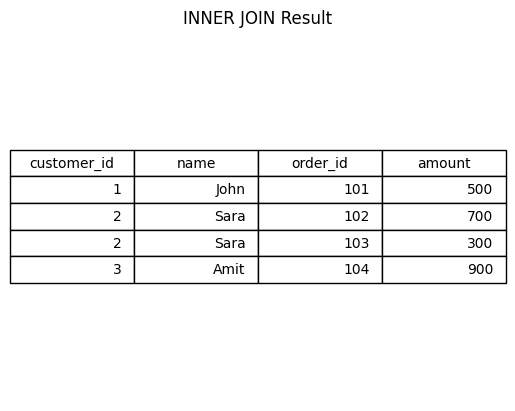 INNER JOIN Result
customer_id name order_id amount
1 John 101 500
2 Sara 102 700
2 Sara 103 300
3 Amit 104 900